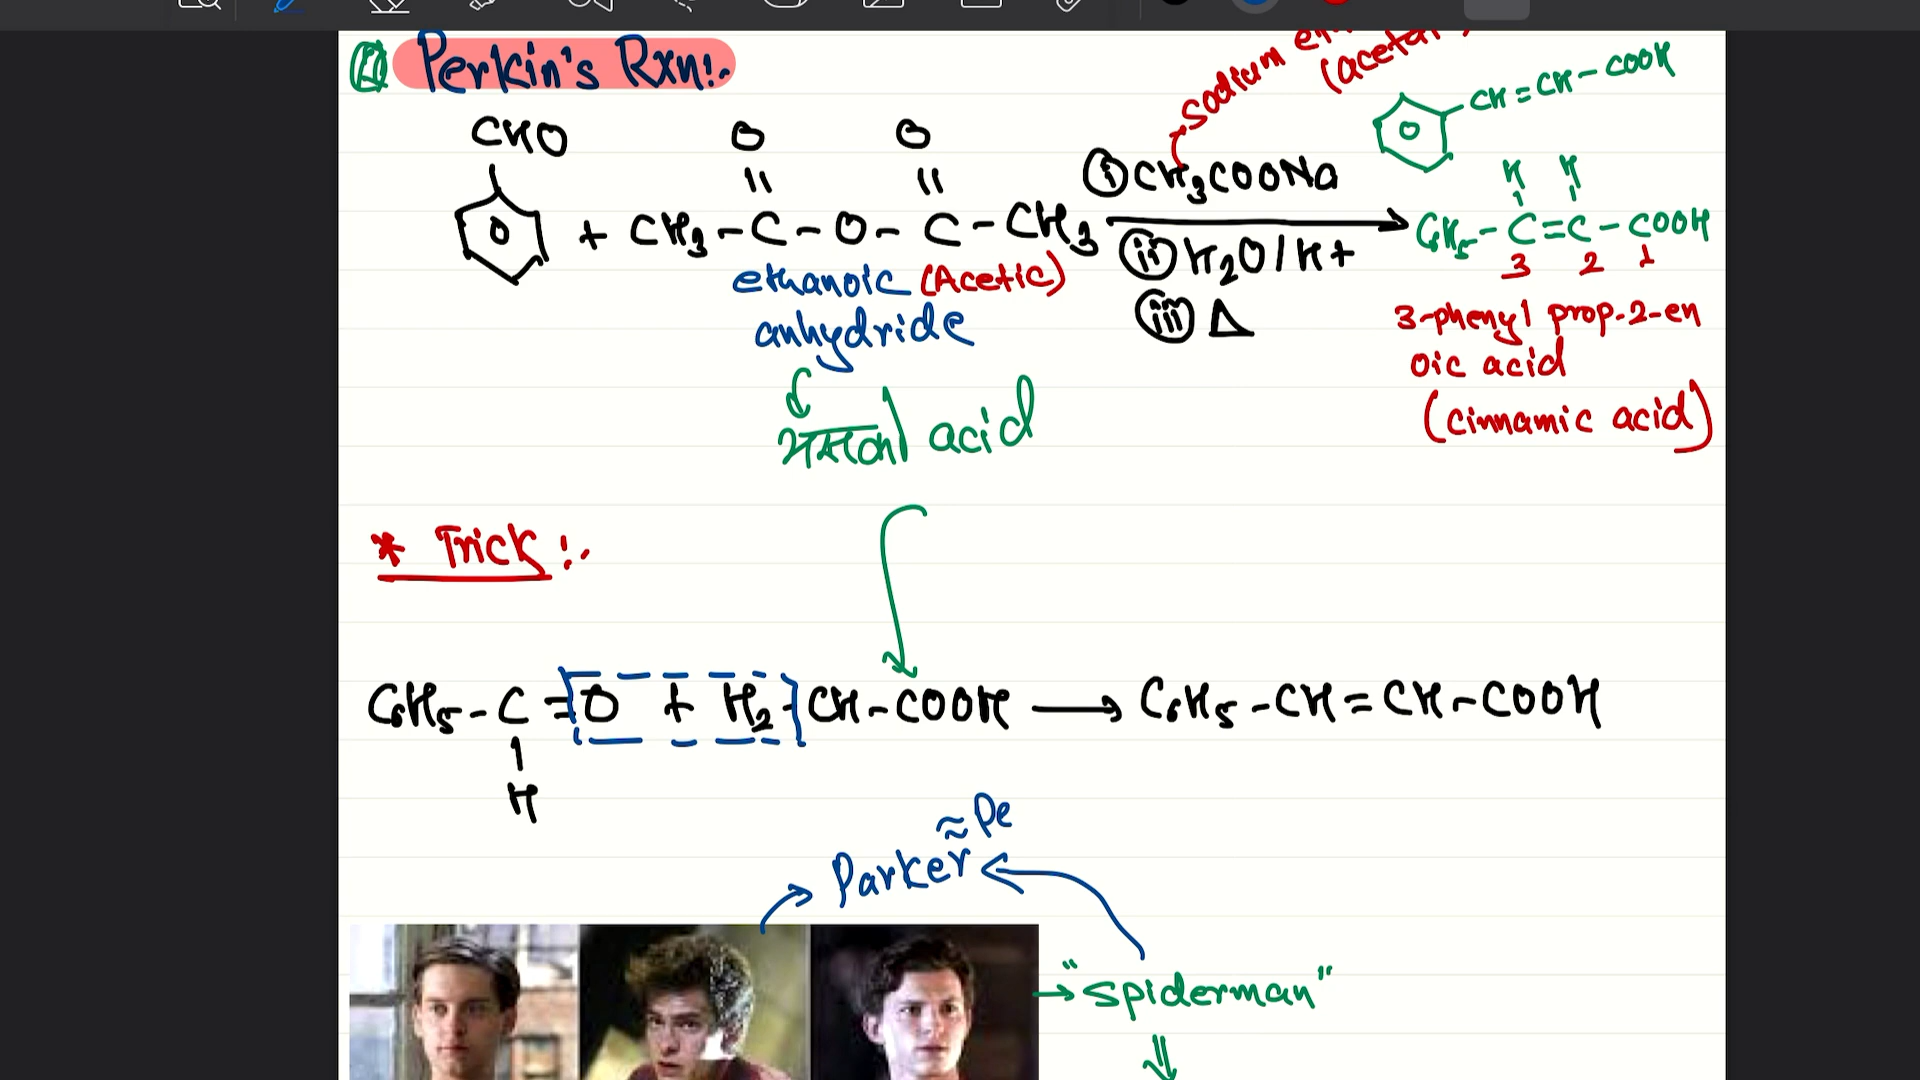 Perkin's Rxn:-
sodium
CHO
O O
|| ||
+ CH3-C-O-C-CH3
(i) CH3COONa
(ii) H2O/H+
(iii) Δ
CH=CH-COOH
H H
C6H5-C=C-COOH
3 2 1
ethanoic (Acetic)
anhydride
acid
3-phenyl prop-2-en
oic acid
(cinnamic acid)
* Trick:-
C6H5-C=O + H2 CH-COOH → C6H5-CH=CH-COOH
H
≈ Pe
Parker
"spiderman"